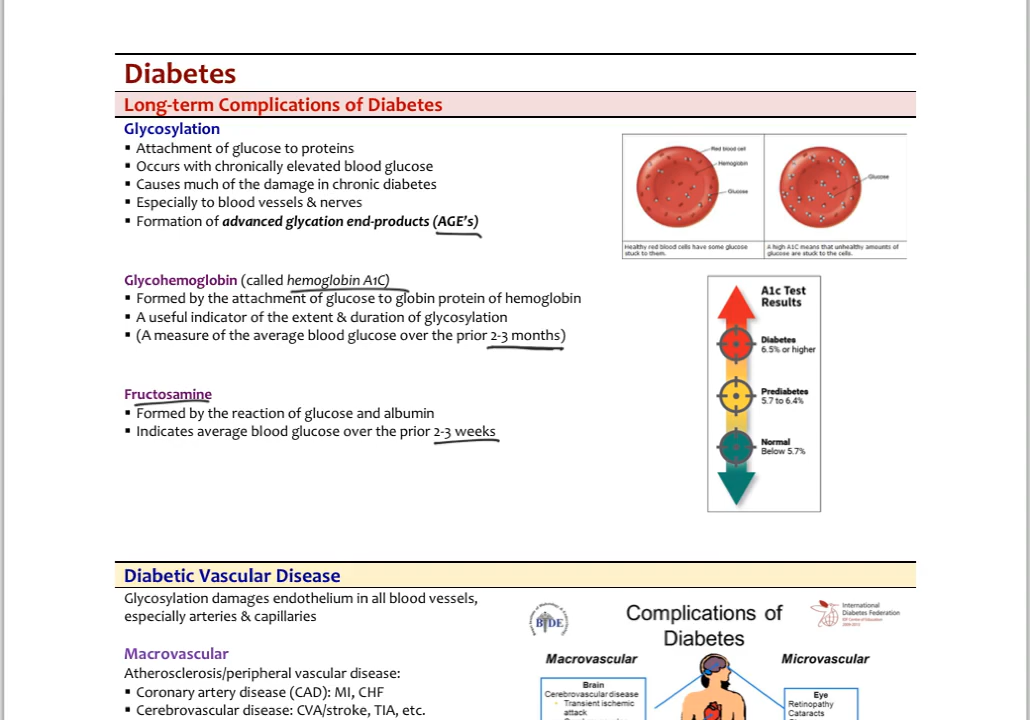 Diabetes
Long-term Complications of Diabetes
Glycosylation
▪ Attachment of glucose to proteins
▪ Occurs with chronically elevated blood glucose
▪ Causes much of the damage in chronic diabetes
▪ Especially to blood vessels & nerves
▪ Formation of advanced glycation end-products (AGE's)
Red blood cell
Hemoglobin
Glucose
Glucose
Healthy red blood cells have some glucose
stuck to them.
A high A1C means that unhealthy amounts of
glucose are stuck to the cells.
Glycohemoglobin (called hemoglobin A1C)
▪ Formed by the attachment of glucose to globin protein of hemoglobin
▪ A useful indicator of the extent & duration of glycosylation
▪ (A measure of the average blood glucose over the prior 2-3 months)
A1c Test
Results
Diabetes
6.5% or higher
Prediabetes
5.7 to 6.4%
Normal
Below 5.7%
Fructosamine
▪ Formed by the reaction of glucose and albumin
▪ Indicates average blood glucose over the prior 2-3 weeks
Diabetic Vascular Disease
Glycosylation damages endothelium in all blood vessels,
especially arteries & capillaries
Macrovascular
Atherosclerosis/peripheral vascular disease:
▪ Coronary artery disease (CAD): MI, CHF
▪ Cerebrovascular disease: CVA/stroke, TIA, etc.
BIDE
Complications of
Diabetes
International
Diabetes Federation
Macrovascular
Microvascular
Brain
Cerebrovascular disease
Transient ischemic
attack
Eye
Retinopathy
Cataracts